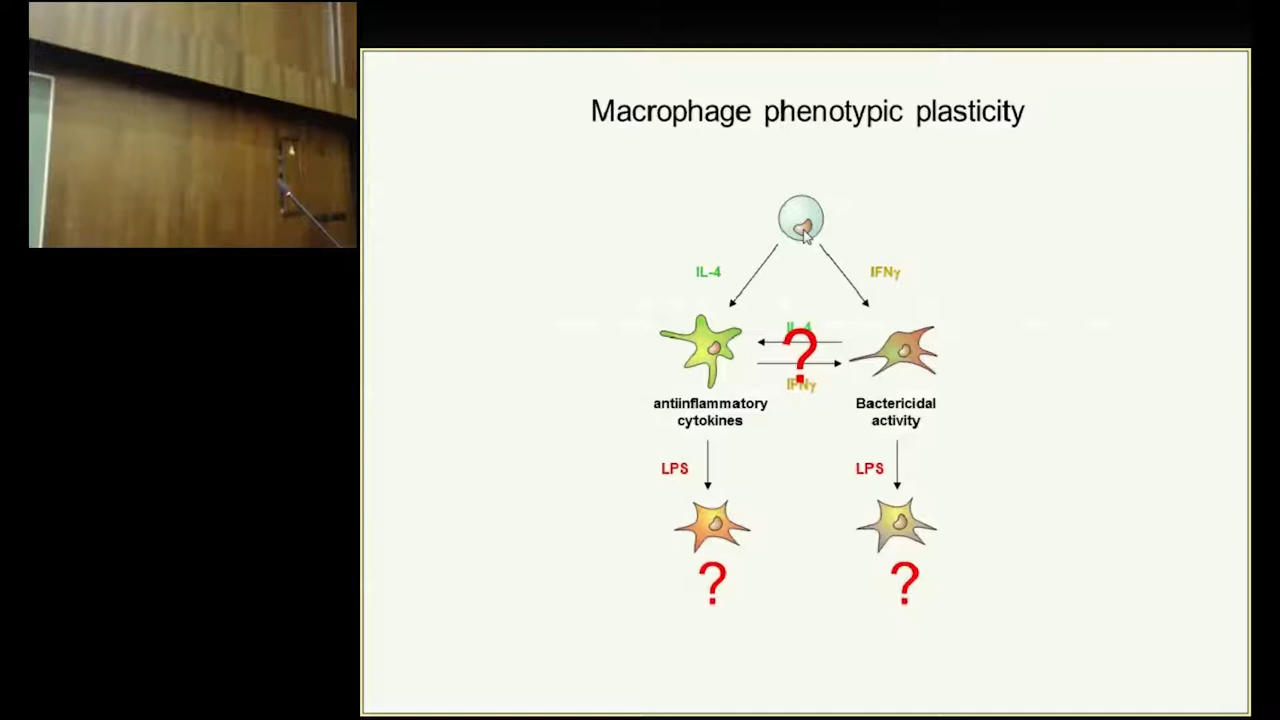 Macrophage phenotypic plasticity
IL-4
IFNγ
IL-4
?
IFNγ
antiinflammatory
cytokines
Bactericidal
activity
LPS
LPS
?
?